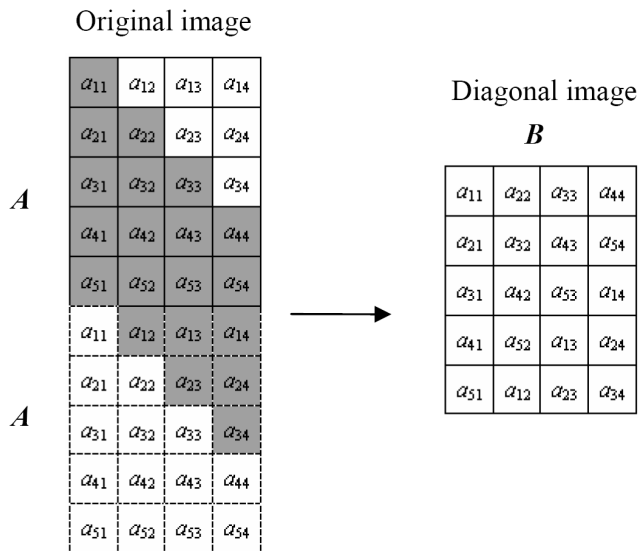 Original image
a11 a12 a13 a14
a21 a22 a23 a24
a31 a32 a33 a34
A
a41 a42 a43 a44
a51 a52 a53 a54
a11 a12 a13 a14
a21 a22 a23 a24
A
a31 a32 a33 a34
a41 a42 a43 a44
a51 a52 a53 a54
Diagonal image
B
a11 a22 a33 a44
a21 a32 a43 a54
a31 a42 a53 a14
a41 a52 a13 a24
a51 a12 a23 a34